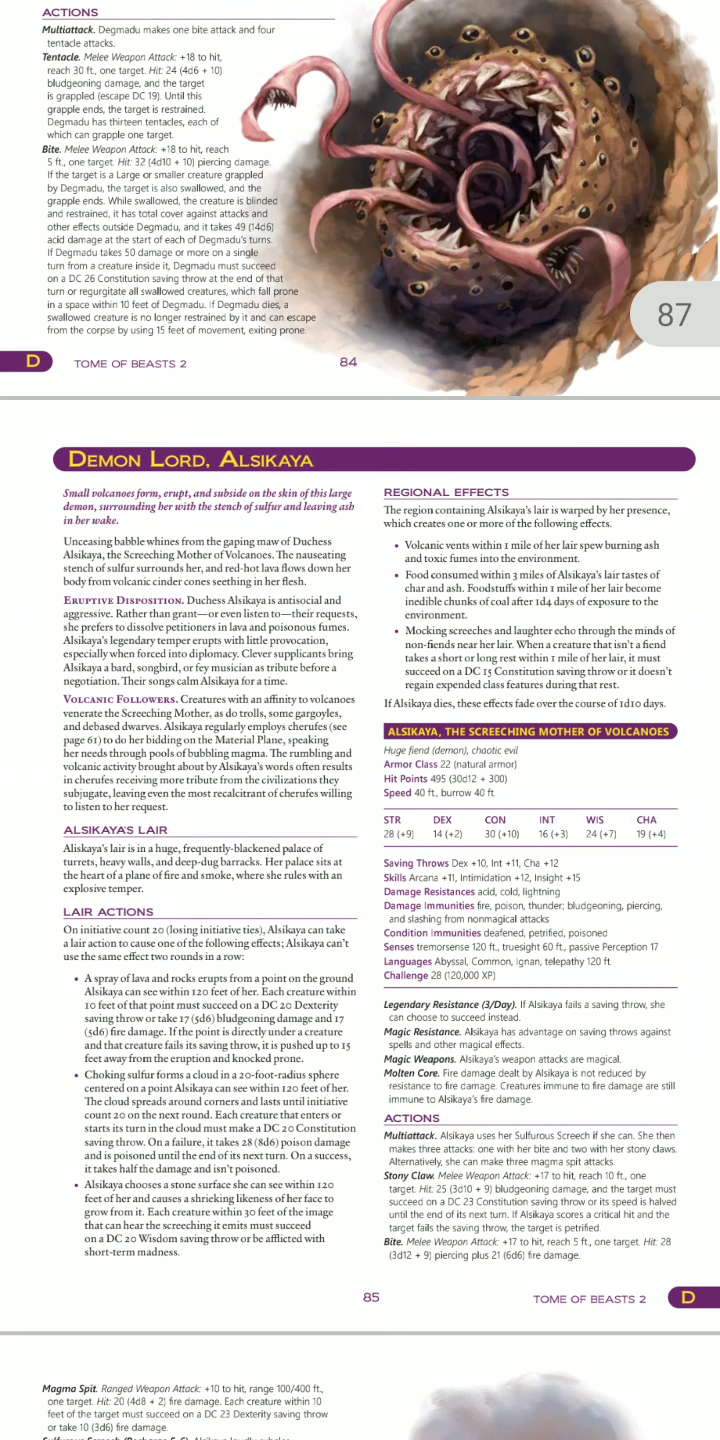 ACTIONS
Multiattack. Degmadu makes one bite attack and four
tentacle attacks.
Tentacle. Melee Weapon Attack: +18 to hit,
reach 30 ft., one target. Hit: 24 (4d6 + 10)
bludgeoning damage, and the target
is grappled (escape DC 19). Until this
grapple ends, the target is restrained.
Degmadu has thirteen tentacles, each of
which can grapple one target.
Bite. Melee Weapon Attack: +18 to hit, reach
5 ft., one target. Hit: 32 (4d10 + 10) piercing damage.
If the target is a Large or smaller creature grappled
by Degmadu, the target is also swallowed, and the
grapple ends. While swallowed, the creature is blinded
and restrained, it has total cover against attacks and
other effects outside Degmadu, and it takes 49 (14d6)
acid damage at the start of each of Degmadu's turns.
If Degmadu takes 50 damage or more on a single
turn from a creature inside it, Degmadu must succeed
on a DC 26 Constitution saving throw at the end of that
turn or regurgitate all swallowed creatures, which fall prone
in a space within 10 feet of Degmadu. If Degmadu dies, a
swallowed creature is no longer restrained by it and can escape
from the corpse by using 15 feet of movement, exiting prone.
87
D TOME OF BEASTS 2 84
DEMON LORD, ALSIKAYA
Small volcanoes form, erupt, and subside on the skin of this large
demon, surrounding her with the stench of sulfur and leaving ash
in her wake.
Unceasing babble whines from the gaping maw of Duchess
Alsikaya, the Screeching Mother of Volcanoes. The nauseating
stench of sulfur surrounds her, and red-hot lava flows down her
body from volcanic cinder cones seething in her flesh.
ERUPTIVE DISPOSITION. Duchess Alsikaya is antisocial and
aggressive. Rather than grant—or even listen to—their requests,
she prefers to dissolve petitioners in lava and poisonous fumes.
Alsikaya's legendary temper erupts with little provocation,
especially when forced into diplomacy. Clever supplicants bring
Alsikaya a bard, songbird, or fey musician as tribute before a
negotiation. Their songs calm Alsikaya for a time.
VOLCANIC FOLLOWERS. Creatures with an affinity to volcanoes
venerate the Screeching Mother, as do trolls, some gargoyles,
and debased dwarves. Alsikaya regularly employs cherufes (see
page 61) to do her bidding on the Material Plane, speaking
her needs through pools of bubbling magma. The rumbling and
volcanic activity brought about by Alsikaya's words often results
in cherufes receiving more tribute from the civilizations they
subjugate, leaving even the most recalcitrant of cherufes willing
to listen to her request.
ALSIKAYA'S LAIR
Aliskaya's lair is in a huge, frequently-blackened palace of
turrets, heavy walls, and deep-dug barracks. Her palace sits at
the heart of a plane of fire and smoke, where she rules with an
explosive temper.
LAIR ACTIONS
On initiative count 20 (losing initiative ties), Alsikaya can take
a lair action to cause one of the following effects; Alsikaya can't
use the same effect two rounds in a row:
• A spray of lava and rocks erupts from a point on the ground
Alsikaya can see within 120 feet of her. Each creature within
10 feet of that point must succeed on a DC 20 Dexterity
saving throw or take 17 (5d6) bludgeoning damage and 17
(5d6) fire damage. If the point is directly under a creature
and that creature fails its saving throw, it is pushed up to 15
feet away from the eruption and knocked prone.
• Choking sulfur forms a cloud in a 20-foot-radius sphere
centered on a point Alsikaya can see within 120 feet of her.
The cloud spreads around corners and lasts until initiative
count 20 on the next round. Each creature that enters or
starts its turn in the cloud must make a DC 20 Constitution
saving throw. On a failure, it takes 28 (8d6) poison damage
and is poisoned until the end of its next turn. On a success,
it takes half the damage and isn't poisoned.
• Alsikaya chooses a stone surface she can see within 120
feet of her and causes a shrieking likeness of her face to
grow from it. Each creature within 30 feet of the image
that can hear the screeching it emits must succeed
on a DC 20 Wisdom saving throw or be afflicted with
short-term madness.
REGIONAL EFFECTS
The region containing Alsikaya's lair is warped by her presence,
which creates one or more of the following effects.
• Volcanic vents within 1 mile of her lair spew burning ash
and toxic fumes into the environment.
• Food consumed within 3 miles of Alsikaya's lair tastes of
char and ash. Foodstuffs within 1 mile of her lair become
inedible chunks of coal after 1d4 days of exposure to the
environment.
• Mocking screeches and laughter echo through the minds of
non-fiends near her lair. When a creature that isn't a fiend
takes a short or long rest within 1 mile of her lair, it must
succeed on a DC 15 Constitution saving throw or it doesn't
regain expended class features during that rest.
If Alsikaya dies, these effects fade over the course of 1d10 days.
ALSIKAYA, THE SCREECHING MOTHER OF VOLCANOES
Huge fiend (demon), chaotic evil
Armor Class 22 (natural armor)
Hit Points 495 (30d12 + 300)
Speed 40 ft., burrow 40 ft.
STR DEX CON INT WIS CHA
28 (+9) 14 (+2) 30 (+10) 16 (+3) 24 (+7) 19 (+4)
Saving Throws Dex +10, Int +11, Cha +12
Skills Arcana +11, Intimidation +12, Insight +15
Damage Resistances acid, cold, lightning
Damage Immunities fire, poison, thunder; bludgeoning, piercing,
and slashing from nonmagical attacks
Condition Immunities deafened, petrified, poisoned
Senses tremorsense 120 ft., truesight 60 ft., passive Perception 17
Languages Abyssal, Common, Ignan, telepathy 120 ft.
Challenge 28 (120,000 XP)
Legendary Resistance (3/Day). If Alsikaya fails a saving throw, she
can choose to succeed instead.
Magic Resistance. Alsikaya has advantage on saving throws against
spells and other magical effects.
Magic Weapons. Alsikaya's weapon attacks are magical.
Molten Core. Fire damage dealt by Alsikaya is not reduced by
resistance to fire damage. Creatures immune to fire damage are still
immune to Alsikaya's fire damage.
ACTIONS
Multiattack. Alsikaya uses her Sulfurous Screech if she can. She then
makes three attacks: one with her bite and two with her stony claws.
Alternatively, she can make three magma spit attacks.
Stony Claw. Melee Weapon Attack: +17 to hit, reach 10 ft., one
target. Hit: 25 (3d10 + 9) bludgeoning damage, and the target must
succeed on a DC 23 Constitution saving throw or its speed is halved
until the end of its next turn. If Alsikaya scores a critical hit and the
target fails the saving throw, the target is petrified.
Bite. Melee Weapon Attack: +17 to hit, reach 5 ft., one target. Hit: 28
(3d12 + 9) piercing plus 21 (6d6) fire damage.
85 TOME OF BEASTS 2 D
Magma Spit. Ranged Weapon Attack: +10 to hit, range 100/400 ft.,
one target. Hit: 20 (4d8 + 2) fire damage. Each creature within 10
feet of the target must succeed on a DC 23 Dexterity saving throw
or take 10 (3d6) fire damage.